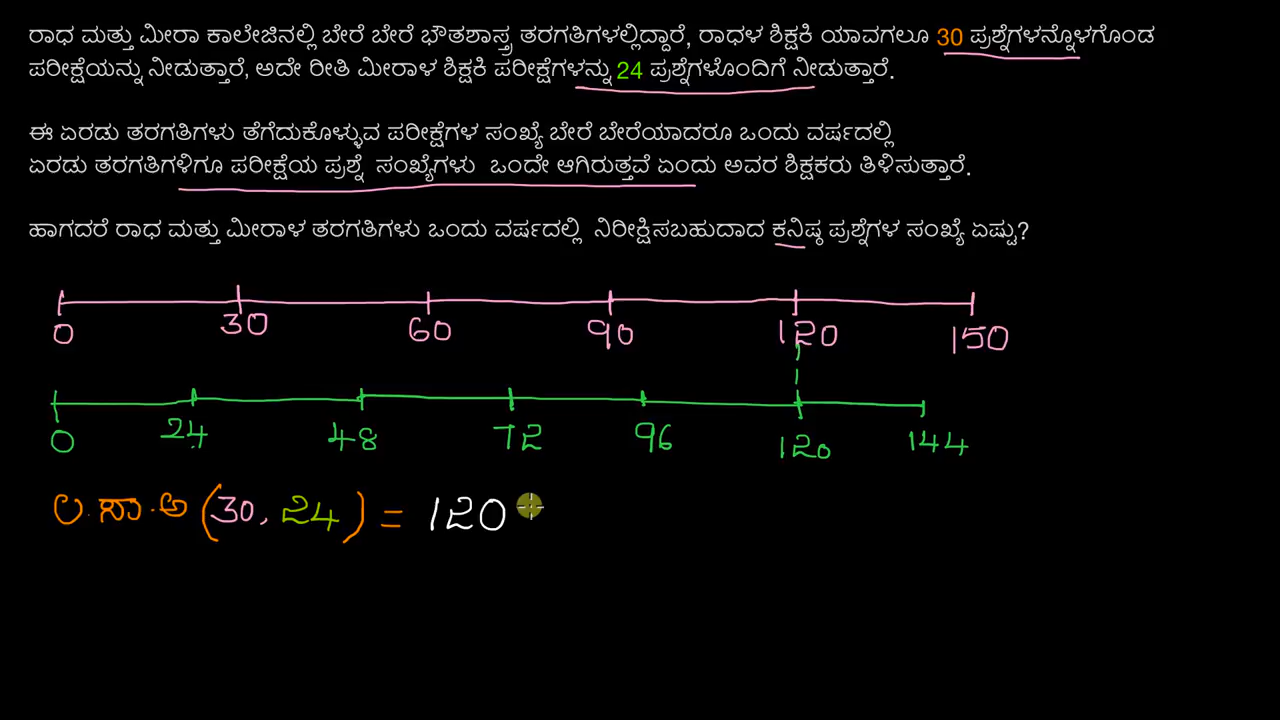 ರಾಧ ಮತ್ತು ಮೀರಾ ಕಾಲೇಜಿನಲ್ಲಿ ಬೇರೆ ಬೇರೆ ಭೌತಶಾಸ್ತ್ರ ತರಗತಿಗಳಲ್ಲಿದ್ದಾರೆ, ರಾಧಳ ಶಿಕ್ಷಕಿ ಯಾವಗಲೂ 30 ಪ್ರಶ್ನೆಗಳನ್ನೊಳಗೊಂಡ
ಪರೀಕ್ಷೆಯನ್ನು ನೀಡುತ್ತಾರೆ, ಅದೇ ರೀತಿ ಮೀರಾಳ ಶಿಕ್ಷಕಿ ಪರೀಕ್ಷೆಗಳನ್ನು 24 ಪ್ರಶ್ನೆಗಳೊಂದಿಗೆ ನೀಡುತ್ತಾರೆ.
ಈ ಏರಡು ತರಗತಿಗಳು ತೆಗೆದುಕೊಳ್ಳುವ ಪರೀಕ್ಷೆಗಳ ಸಂಖ್ಯೆ ಬೇರೆ ಬೇರೆಯಾದರೂ ಒಂದು ವರ್ಷದಲ್ಲಿ
ಏರಡು ತರಗತಿಗಳಿಗೂ ಪರೀಕ್ಷೆಯ ಪ್ರಶ್ನೆ ಸಂಖ್ಯೆಗಳು ಒಂದೇ ಆಗಿರುತ್ತವೆ ಏಂದು ಅವರ ಶಿಕ್ಷಕರು ತಿಳಿಸುತ್ತಾರೆ.
ಹಾಗದರೆ ರಾಧ ಮತ್ತು ಮೀರಾಳ ತರಗತಿಗಳು ಒಂದು ವರ್ಷದಲ್ಲಿ ನಿರೀಕ್ಷಿಸಬಹುದಾದ ಕನಿಷ್ಠ ಪ್ರಶ್ನೆಗಳ ಸಂಖ್ಯೆ ಏಷ್ಟು?
0 30 60 90 120 150
0 24 48 72 96 120 144
ಲ.ಸಾ.ಅ (30, 24) = 120